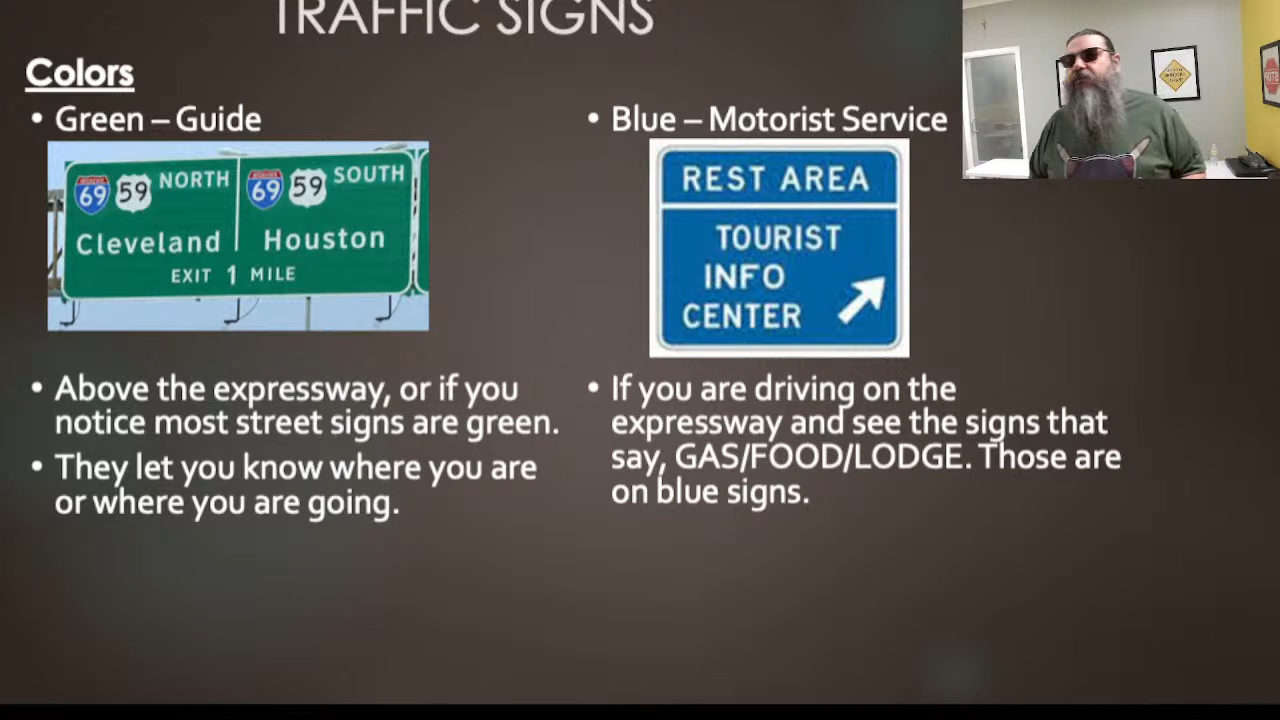 TRAFFIC SIGNS
Colors
• Green – Guide
69 59 NORTH
Cleveland
69 59 SOUTH
Houston
EXIT 1 MILE
• Above the expressway, or if you
notice most street signs are green.
• They let you know where you are
or where you are going.
• Blue – Motorist Service
REST AREA
TOURIST
INFO
CENTER
• If you are driving on the
expressway and see the signs that
say, GAS/FOOD/LODGE. Those are
on blue signs.